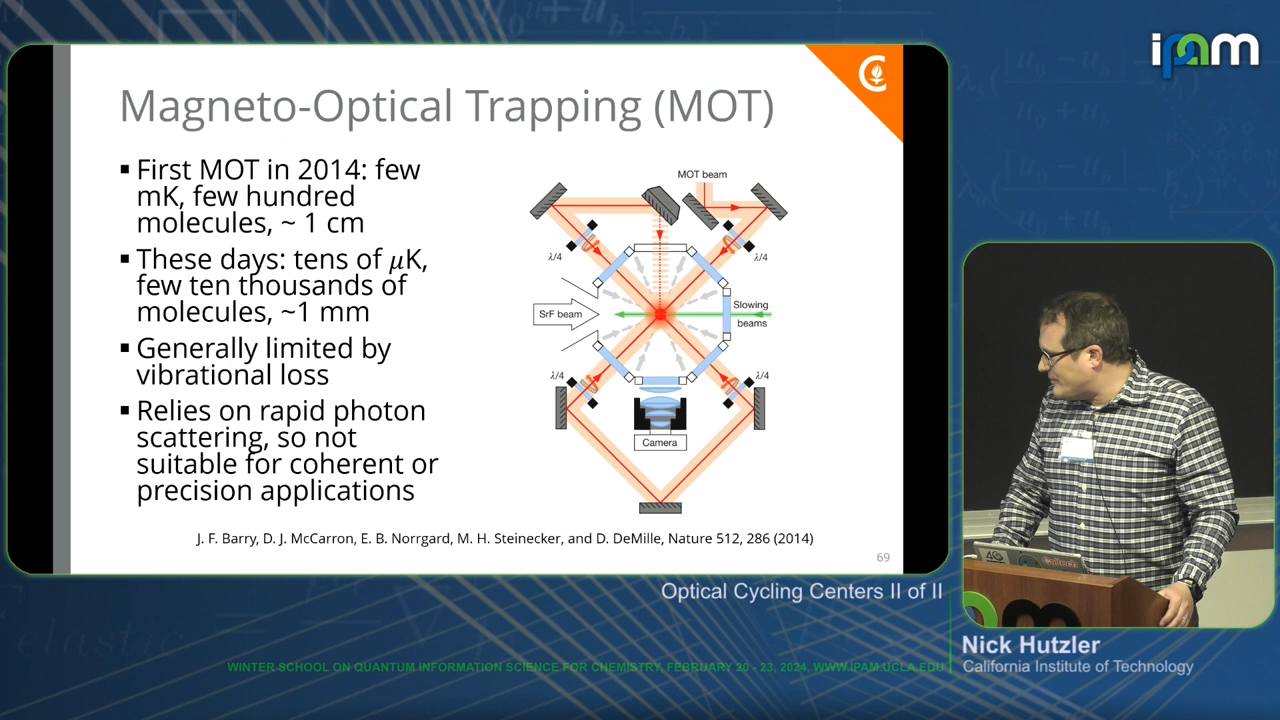 ipam
Magneto-Optical Trapping (MOT)
▪ First MOT in 2014: few
mK, few hundred
molecules, ~ 1 cm
▪ These days: tens of 𝜇K,
few ten thousands of
molecules, ~1 mm
▪ Generally limited by
vibrational loss
▪ Relies on rapid photon
scattering, so not
suitable for coherent or
precision applications
MOT beam
λ/4
λ/4
SrF beam
Slowing
beams
λ/4
λ/4
Camera
J. F. Barry, D. J. McCarron, E. B. Norrgard, M. H. Steinecker, and D. DeMille, Nature 512, 286 (2014)
69
Optical Cycling Centers II of II
Caltech
Nick Hutzler
California Institute of Technology
WINTER SCHOOL ON QUANTUM INFORMATION SCIENCE FOR CHEMISTRY, FEBRUARY 20 - 23, 2024, WWW.IPAM.UCLA.EDU
elastic